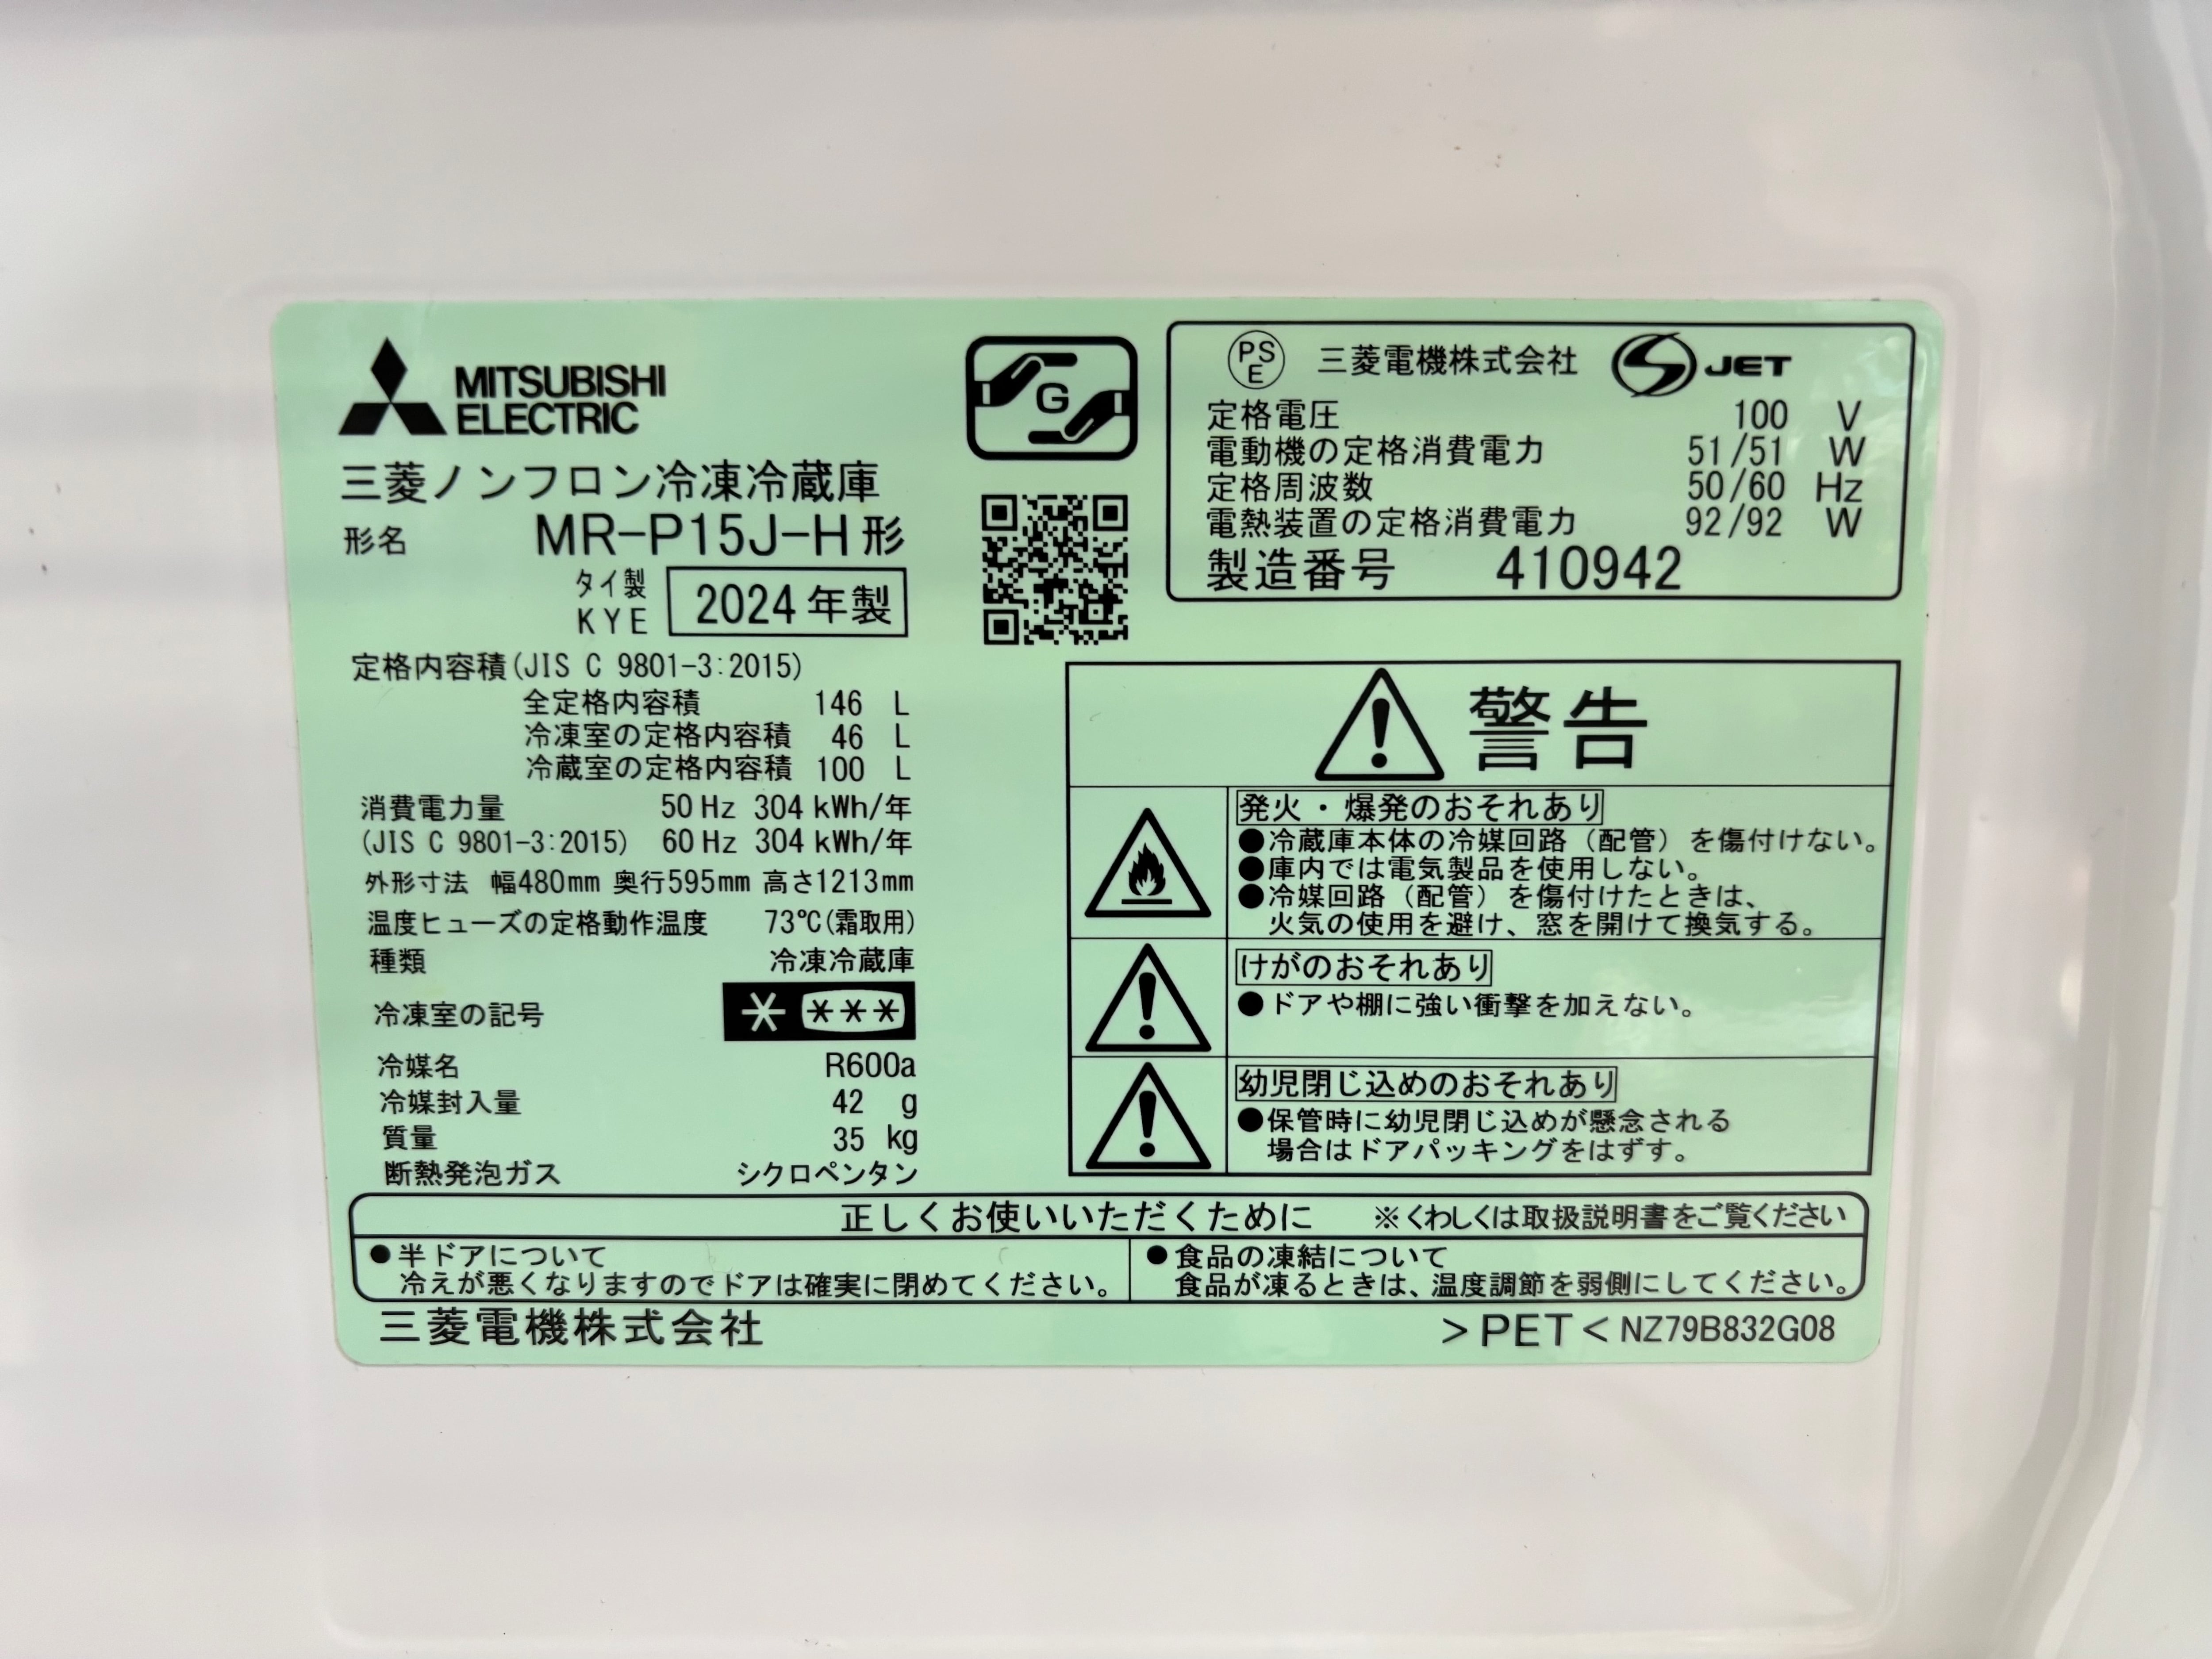 MITSUBISHI
ELECTRIC
三菱ノンフロン冷凍冷蔵庫
形名 MR-P15J-H形
タイ製
KYE 2024年製
定格内容積(JIS C 9801-3:2015)
全定格内容積 146 L
冷凍室の定格内容積 46 L
冷蔵室の定格内容積 100 L
消費電力量 50Hz 304 kWh/年
(JIS C 9801-3:2015) 60Hz 304 kWh/年
外形寸法 幅480mm 奥行595mm 高さ1213mm
温度ヒューズの定格動作温度 73℃(霜取用)
種類 冷凍冷蔵庫
冷凍室の記号 * ***
冷媒名 R600a
冷媒封入量 42 g
質量 35 kg
断熱発泡ガス シクロペンタン
G
PS
E
三菱電機株式会社 S JET
定格電圧 100 V
電動機の定格消費電力 51/51 W
定格周波数 50/60 Hz
電熱装置の定格消費電力 92/92 W
製造番号 410942
警告
発火・爆発のおそれあり
●冷蔵庫本体の冷媒回路（配管）を傷付けない。
●庫内では電気製品を使用しない。
●冷媒回路（配管）を傷付けたときは、
火気の使用を避け、窓を開けて換気する。
けがのおそれあり
●ドアや棚に強い衝撃を加えない。
幼児閉じ込めのおそれあり
●保管時に幼児閉じ込めが懸念される
場合はドアパッキングをはずす。
正しくお使いいただくために ※くわしくは取扱説明書をご覧ください
●半ドアについて
冷えが悪くなりますのでドアは確実に閉めてください。
●食品の凍結について
食品が凍るときは、温度調節を弱側にしてください。
三菱電機株式会社
>PET< NZ79B832G08